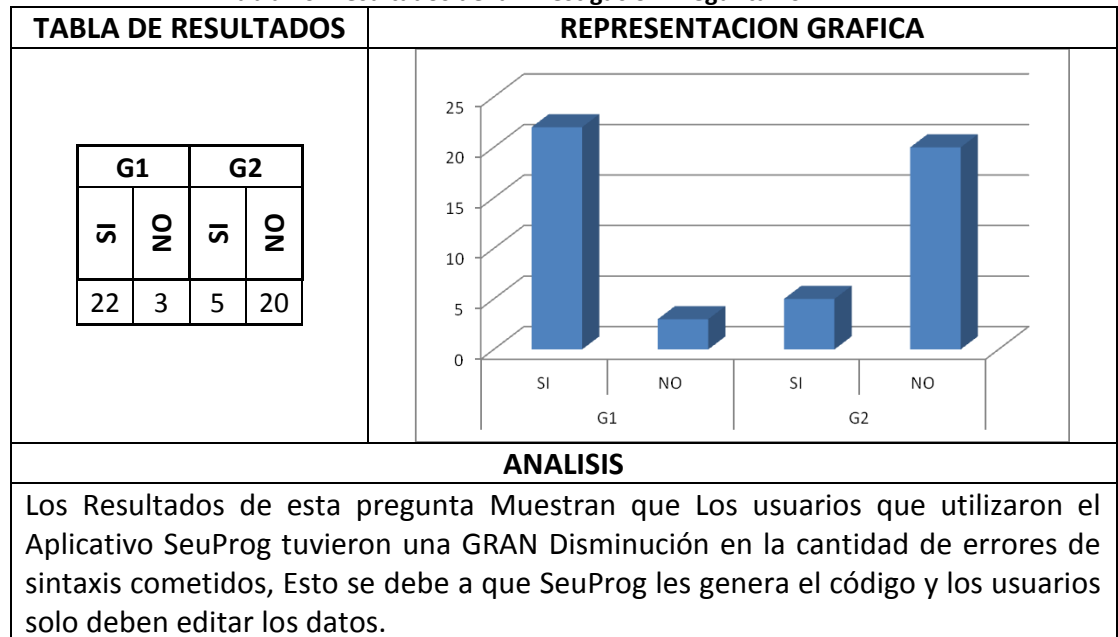 TABLA DE RESULTADOS
REPRESENTACION GRAFICA
G1 G2
SI NO SI NO
22 3 5 20
25
20
15
10
5
0
SI NO SI NO
G1 G2
ANALISIS
Los Resultados de esta pregunta Muestran que Los usuarios que utilizaron el
Aplicativo SeuProg tuvieron una GRAN Disminución en la cantidad de errores de
sintaxis cometidos, Esto se debe a que SeuProg les genera el código y los usuarios
solo deben editar los datos.